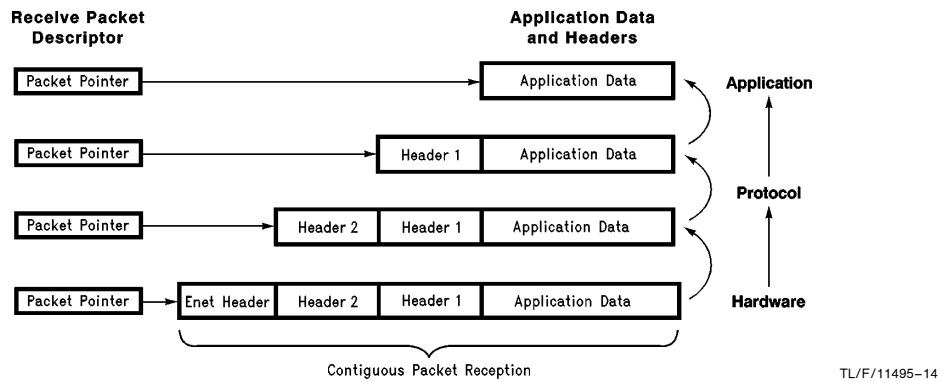 Receive Packet
Descriptor
Application Data
and Headers
Packet Pointer
Application Data
Application
Packet Pointer
Header 1
Application Data
Protocol
Packet Pointer
Header 2
Header 1
Application Data
Packet Pointer
Enet Header
Header 2
Header 1
Application Data
Hardware
Contiguous Packet Reception
TL/F/11495–14